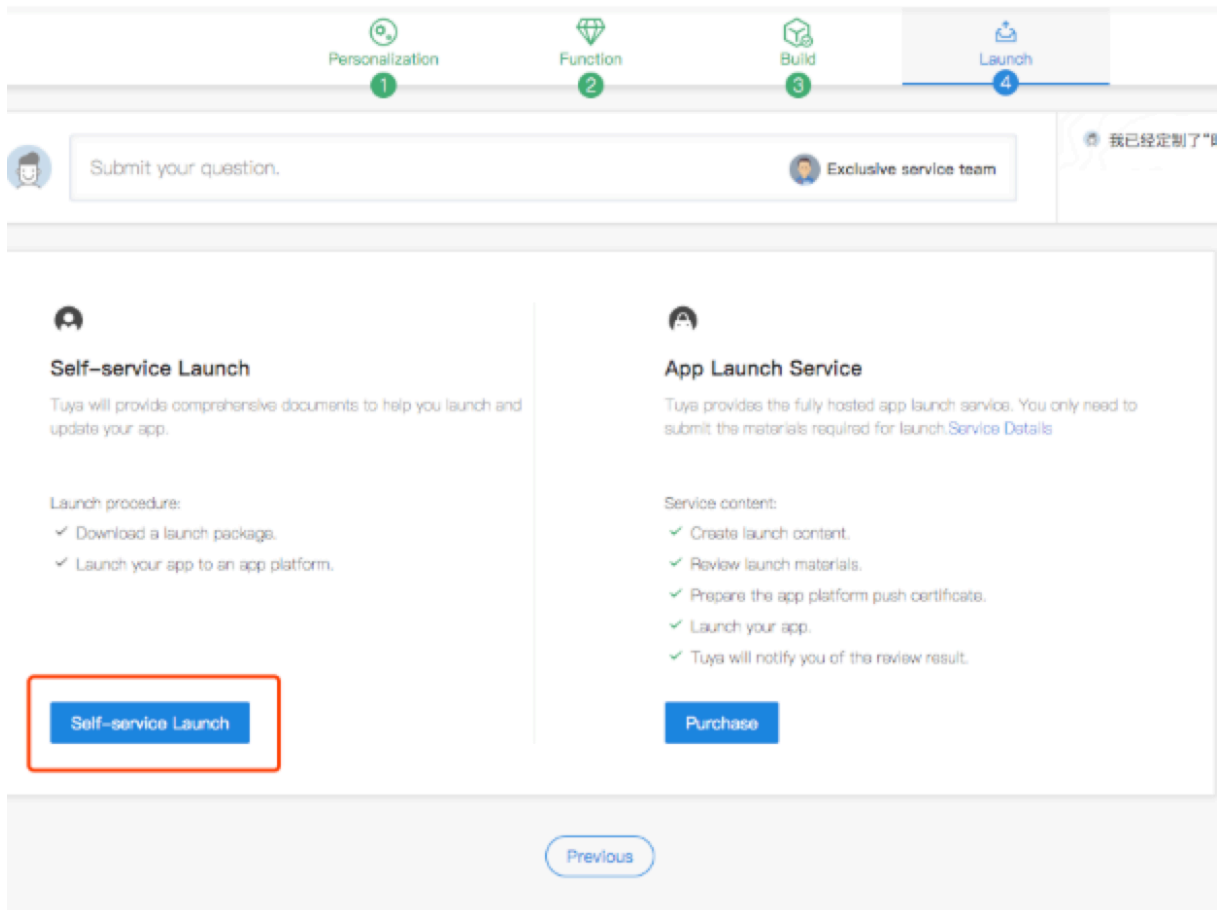 Personalization
Function
Build
Launch
1
2
3
4
Submit your question.
Exclusive service team
我已经定制了"
Self-service Launch
Tuya will provide comprehensive documents to help you launch and
update your app.
Launch procedure:
Download a launch package.
Launch your app to an app platform.
Self-service Launch
App Launch Service
Tuya provides the fully hosted app launch service. You only need to
submit the materials required for launch.Service Details
Service content:
Create launch content.
Review launch materials.
Prepare the app platform push certificate.
Launch your app.
Tuya will notify you of the review result.
Purchase
Previous